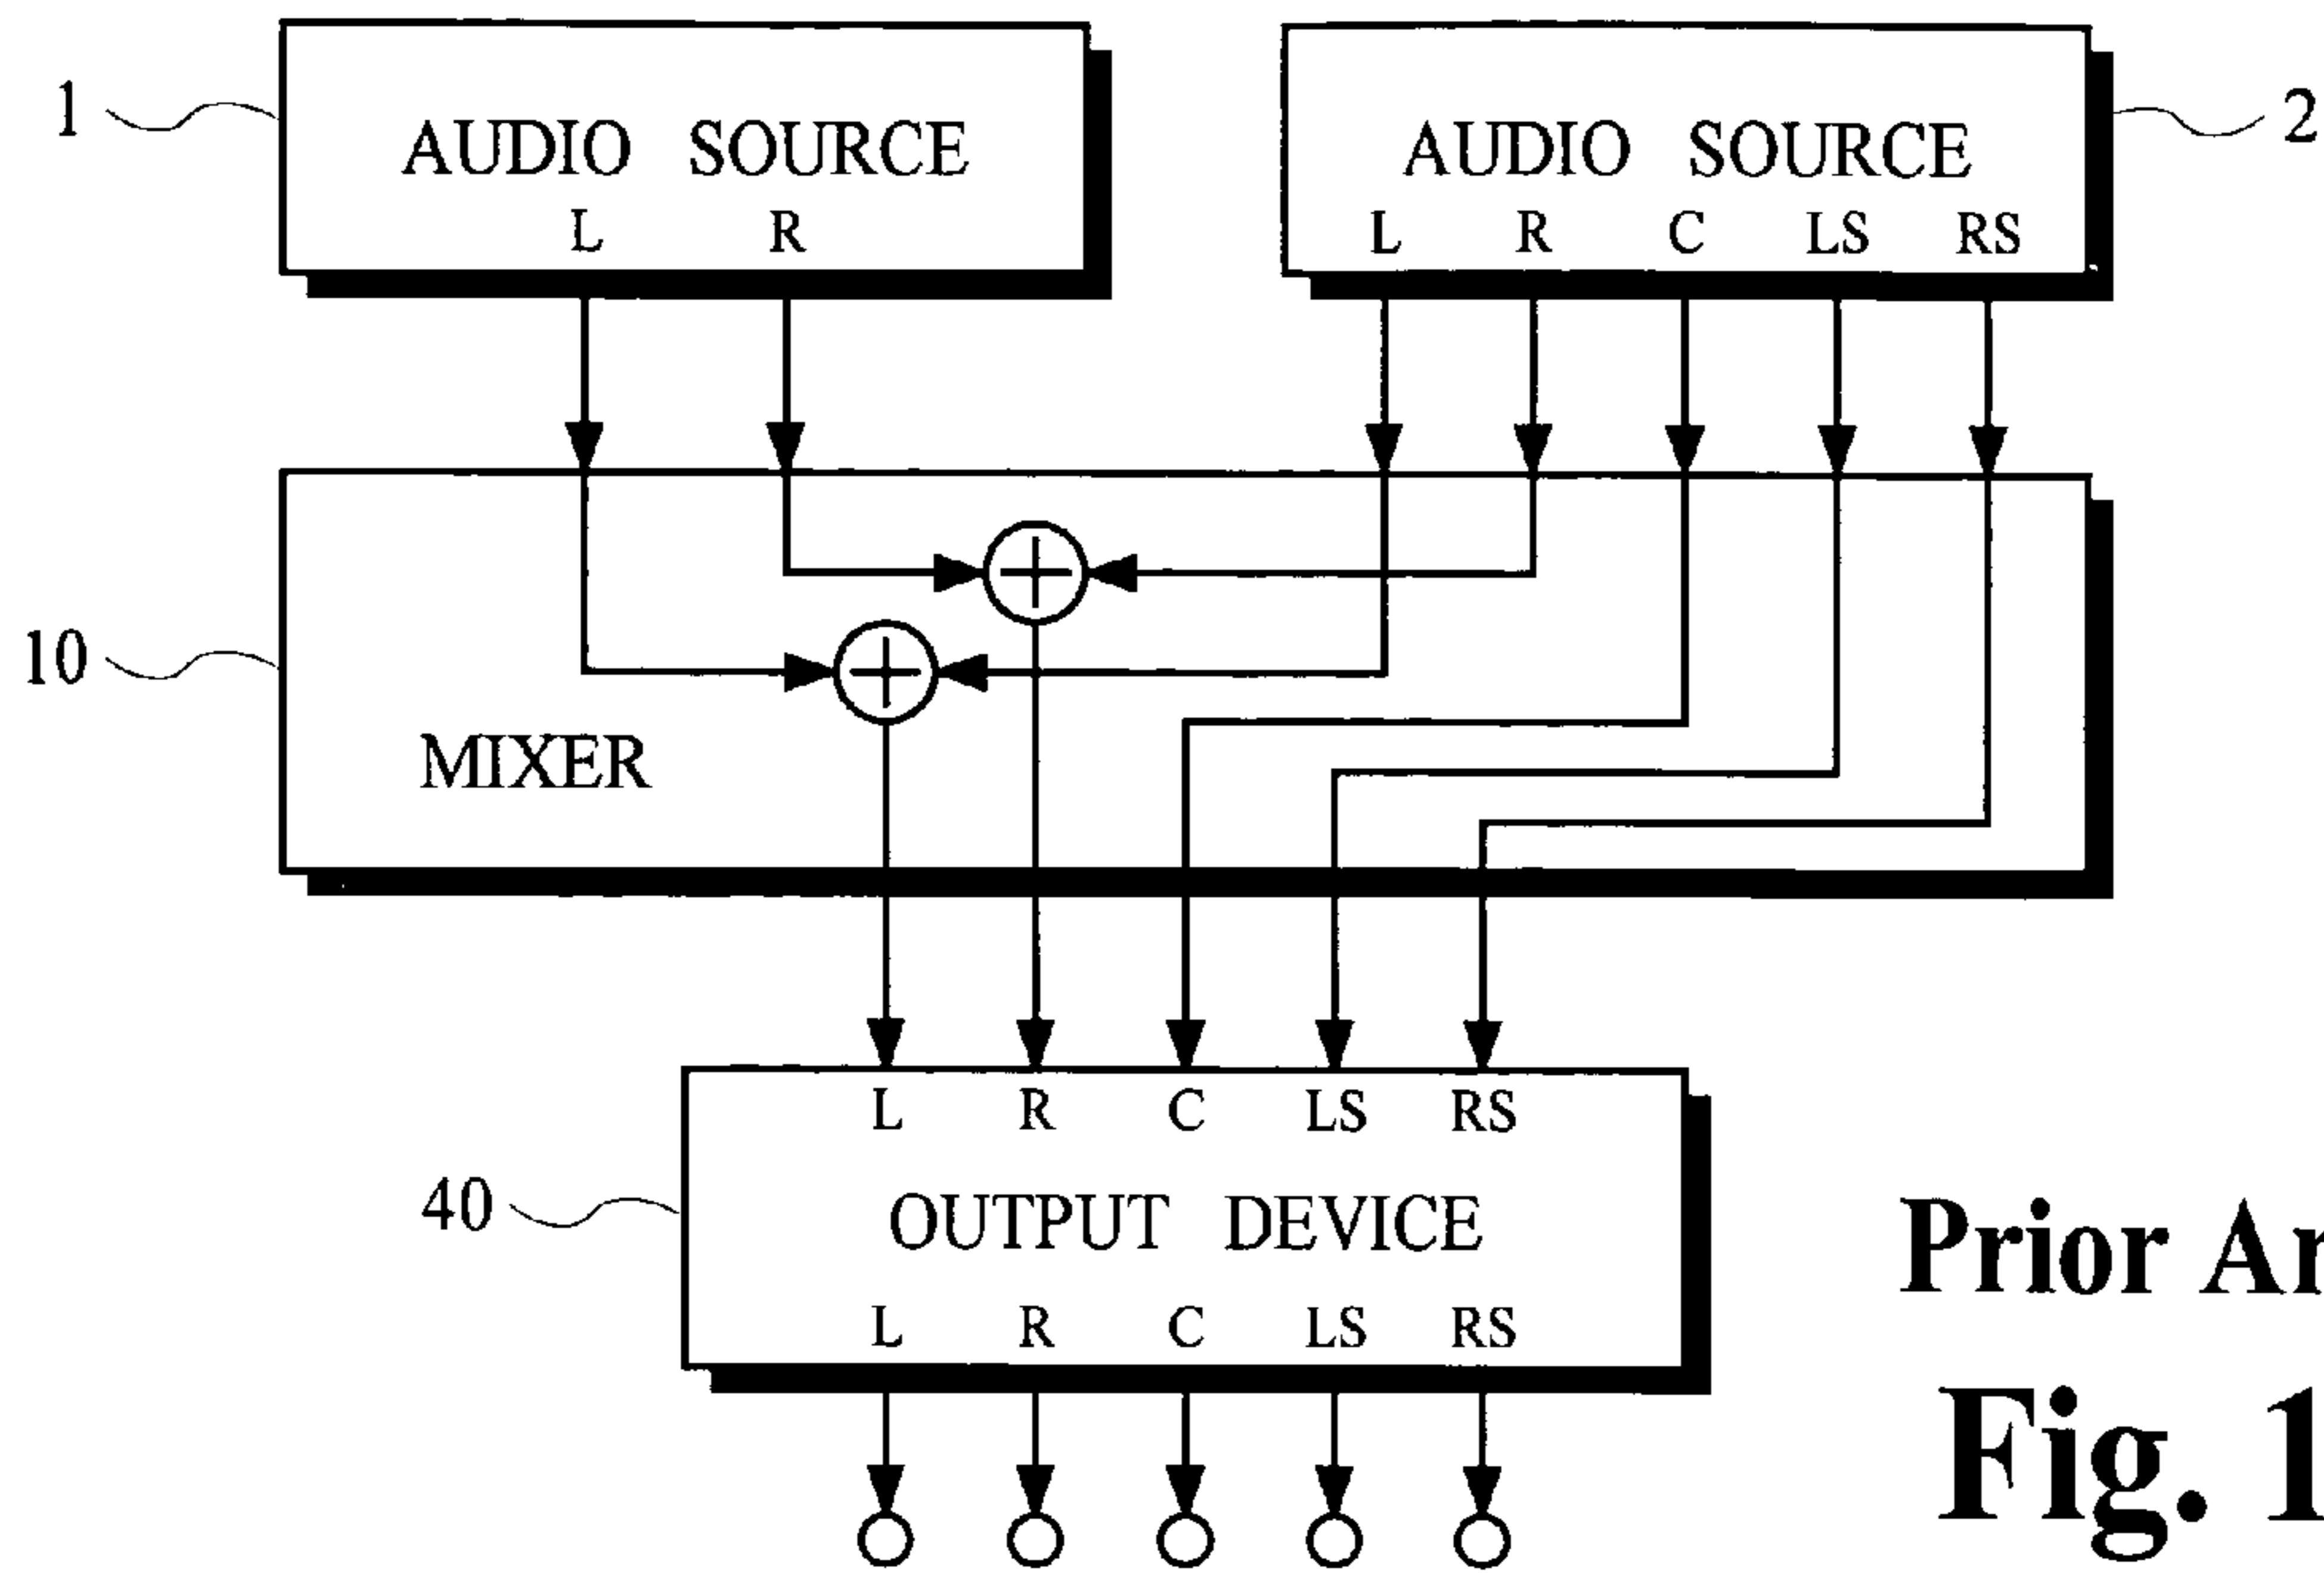 1
AUDIO SOURCE
L R
AUDIO SOURCE
L R C LS RS
2
10
MIXER
40
L R C LS RS
OUTPUT DEVICE
L R C LS RS
Prior
Fig. 1